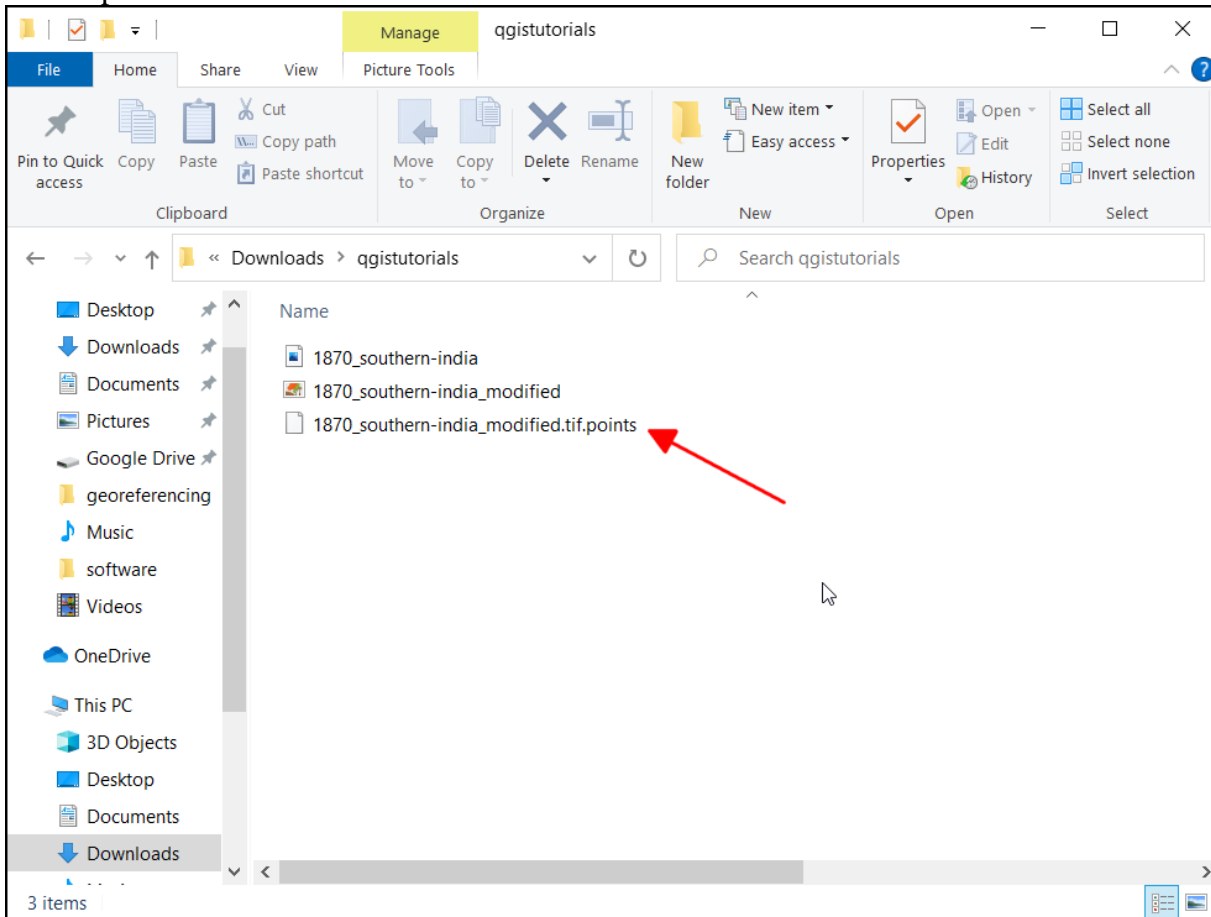 Manage qgistutorials
File Home Share View Picture Tools
Pin to Quick access
Copy
Paste
Cut
Copy path
Paste shortcut
Clipboard
Move to
Copy to
Delete
Rename
Organize
New folder
New item
Easy access
New
Properties
Open
Edit
History
Open
Select all
Select none
Invert selection
Select
« Downloads > qgistutorials
Search qgistutorials
Desktop
Downloads
Documents
Pictures
Google Drive
georeferencing
Music
software
Videos
OneDrive
This PC
3D Objects
Desktop
Documents
Downloads
Name
1870_southern-india
1870_southern-india_modified
1870_southern-india_modified.tif.points
3 items